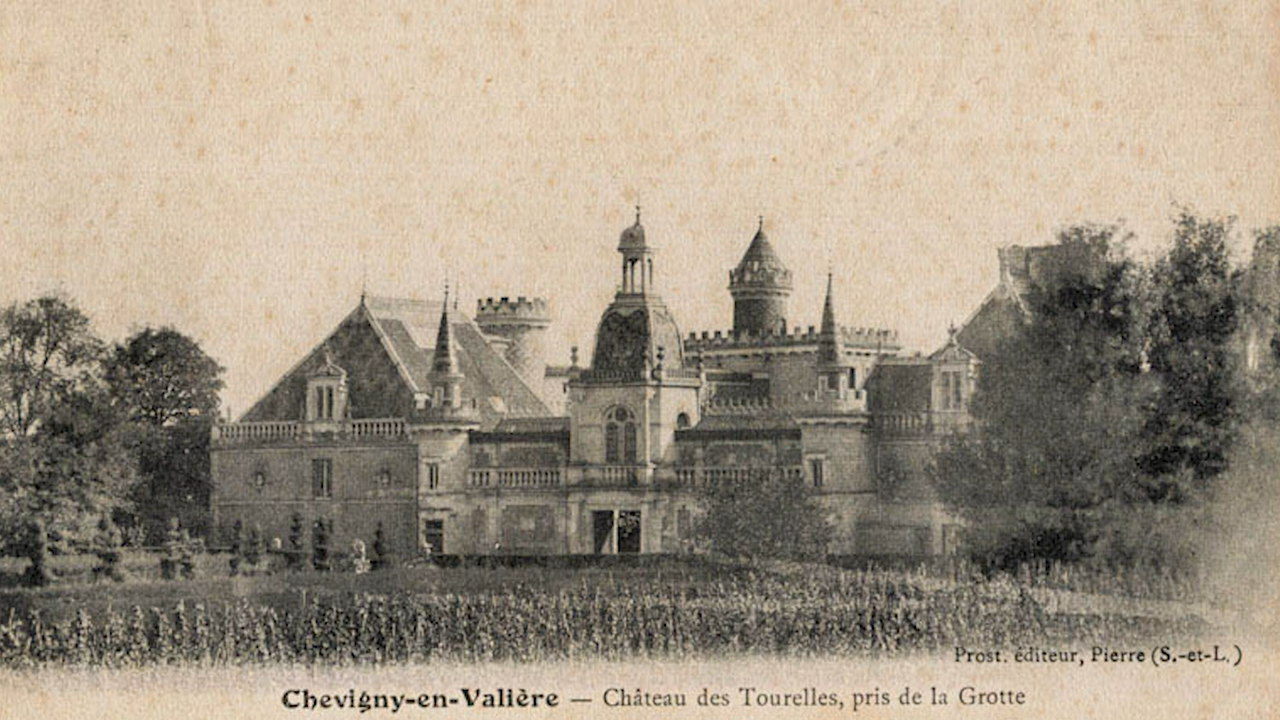 Prost. éditeur, Pierre (S.-et-L.)
Chevigny-en-Valière — Château des Tourelles, pris de la Grotte